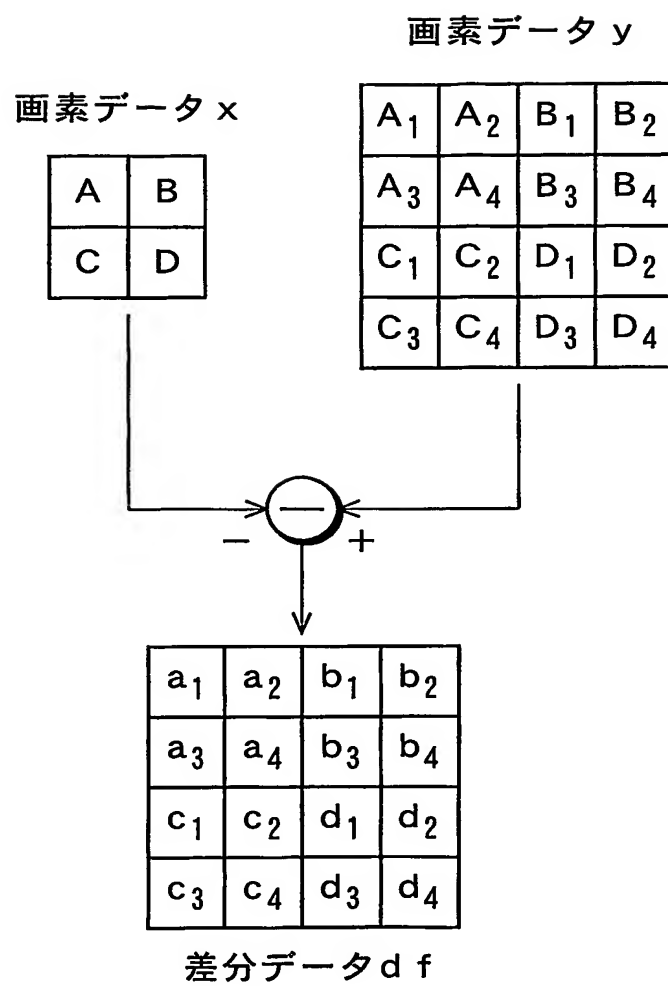 画素データy
画素データx
A₁ A₂ B₁ B₂
A₃ A₄ B₃ B₄
C₁ C₂ D₁ D₂
C₃ C₄ D₃ D₄
A B
C D
− − +
a₁ a₂ b₁ b₂
a₃ a₄ b₃ b₄
c₁ c₂ d₁ d₂
c₃ c₄ d₃ d₄
差分データdf